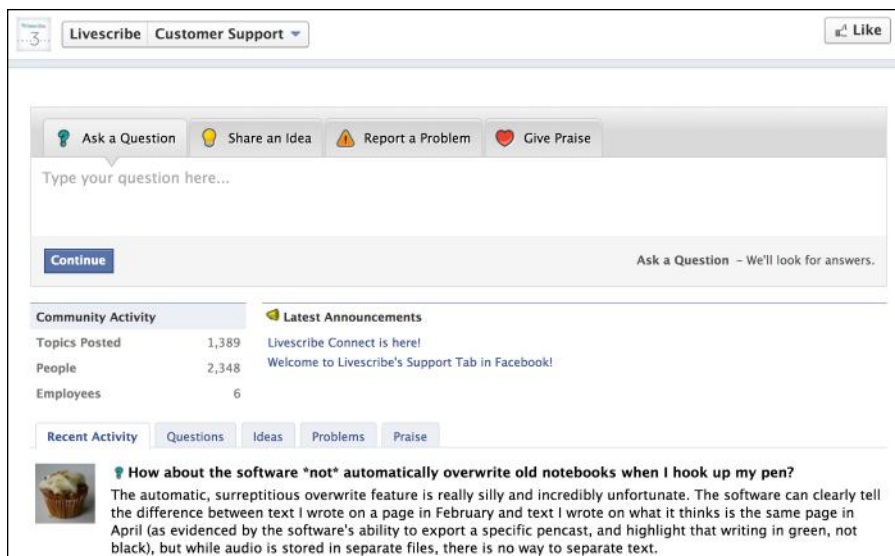 3
Livescribe Customer Support
Like
Ask a Question
Share an Idea
Report a Problem
Give Praise
Type your question here...
Continue
Ask a Question – We'll look for answers.
Community Activity
Topics Posted 1,389
People 2,348
Employees 6
Latest Announcements
Livescribe Connect is here!
Welcome to Livescribe's Support Tab in Facebook!
Recent Activity
Questions
Ideas
Problems
Praise
How about the software *not* automatically overwrite old notebooks when I hook up my pen?
The automatic, surreptitious overwrite feature is really silly and incredibly unfortunate. The software can clearly tell
the difference between text I wrote on a page in February and text I wrote on what it thinks is the same page in
April (as evidenced by the software's ability to export a specific pencast, and highlight that writing in green, not
black), but while audio is stored in separate files, there is no way to separate text.